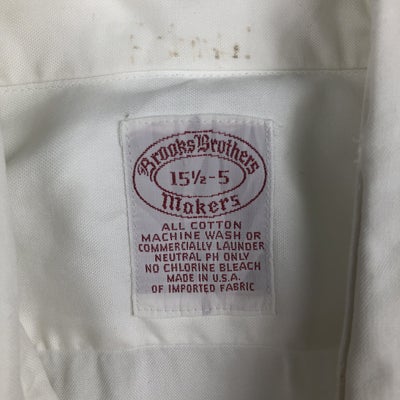 Brooks Brothers
15½-5
Makers
ALL COTTON
MACHINE WASH OR
COMMERCIALLY LAUNDER
NEUTRAL PH ONLY
NO CHLORINE BLEACH
MADE IN U.S.A.
OF IMPORTED FABRIC